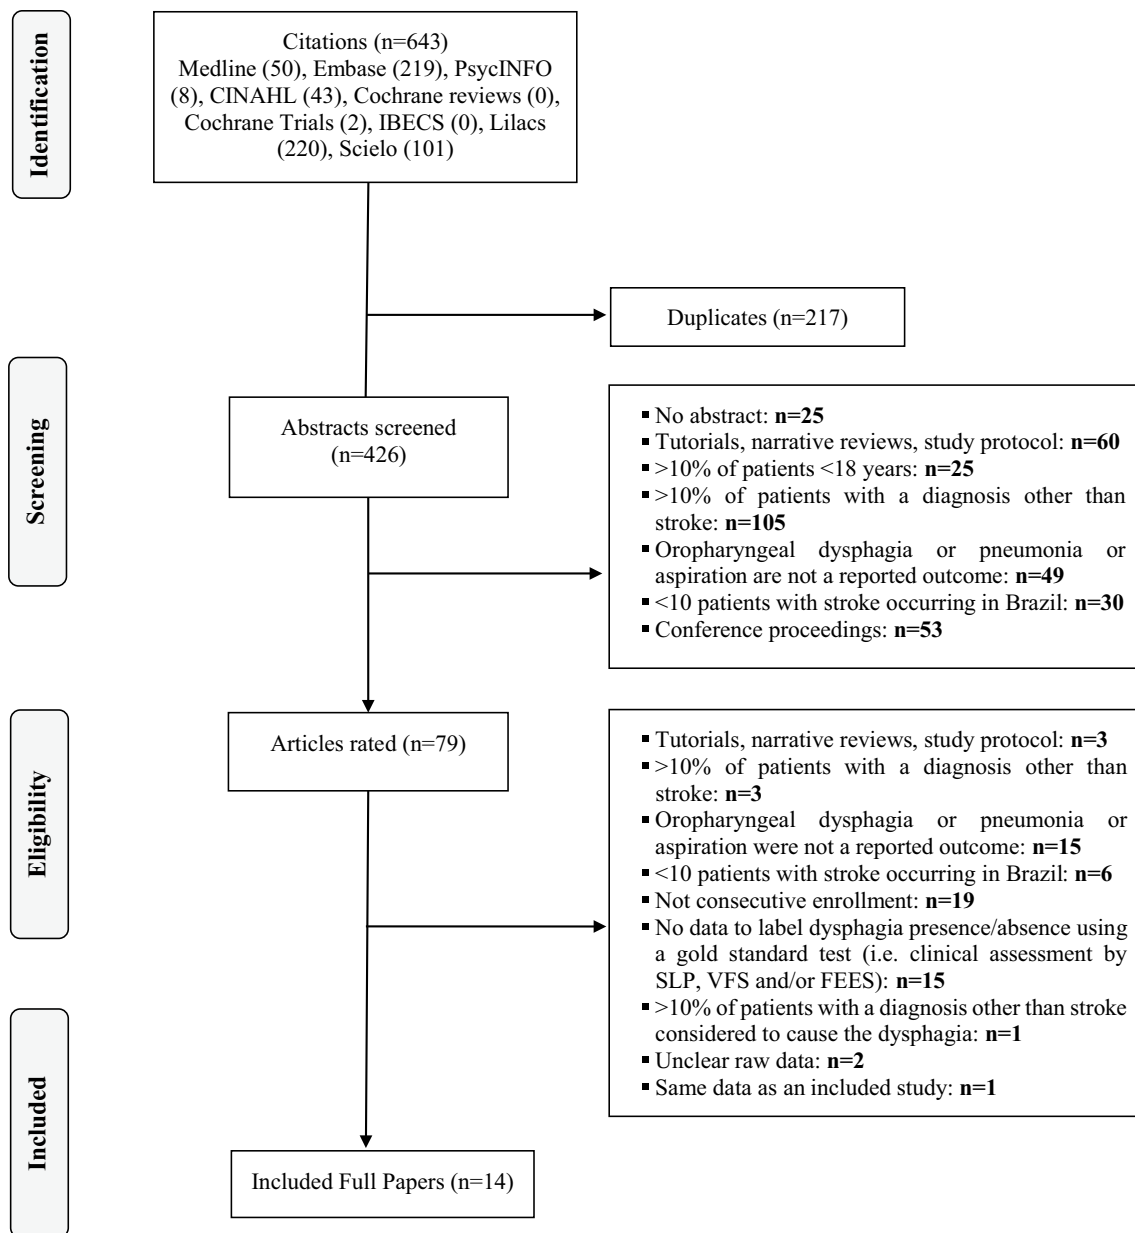 Identification
Citations (n=643)
Medline (50), Embase (219), PsycINFO
(8), CINAHL (43), Cochrane reviews (0),
Cochrane Trials (2), IBECS (0), Lilacs
(220), Scielo (101)
Duplicates (n=217)
Screening
Abstracts screened
(n=426)
▪ No abstract: n=25
▪ Tutorials, narrative reviews, study protocol: n=60
▪ >10% of patients <18 years: n=25
▪ >10% of patients with a diagnosis other than
stroke: n=105
▪ Oropharyngeal dysphagia or pneumonia or
aspiration are not a reported outcome: n=49
▪ <10 patients with stroke occurring in Brazil: n=30
▪ Conference proceedings: n=53
Eligibility
Articles rated (n=79)
▪ Tutorials, narrative reviews, study protocol: n=3
▪ >10% of patients with a diagnosis other than
stroke: n=3
▪ Oropharyngeal dysphagia or pneumonia or
aspiration were not a reported outcome: n=15
▪ <10 patients with stroke occurring in Brazil: n=6
▪ Not consecutive enrollment: n=19
▪ No data to label dysphagia presence/absence using
a gold standard test (i.e. clinical assessment by
SLP, VFS and/or FEES): n=15
▪ >10% of patients with a diagnosis other than stroke
considered to cause the dysphagia: n=1
▪ Unclear raw data: n=2
▪ Same data as an included study: n=1
Included
Included Full Papers (n=14)